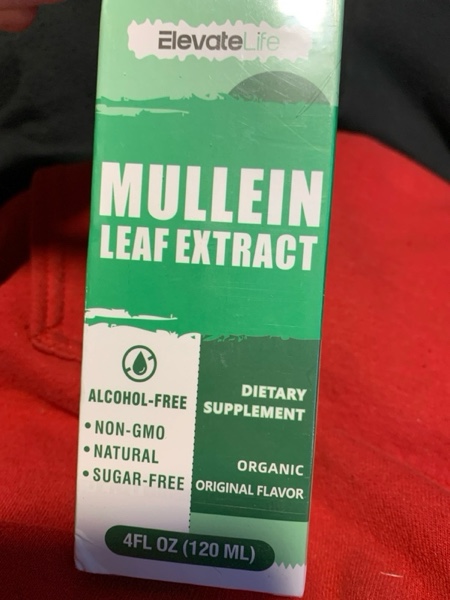 ElevateLife
MULLEIN
LEAF EXTRACT
ALCOHOL-FREE
• NON-GMO
• NATURAL
• SUGAR-FREE
DIETARY
SUPPLEMENT
ORGANIC
ORIGINAL FLAVOR
4FL OZ (120 ML)